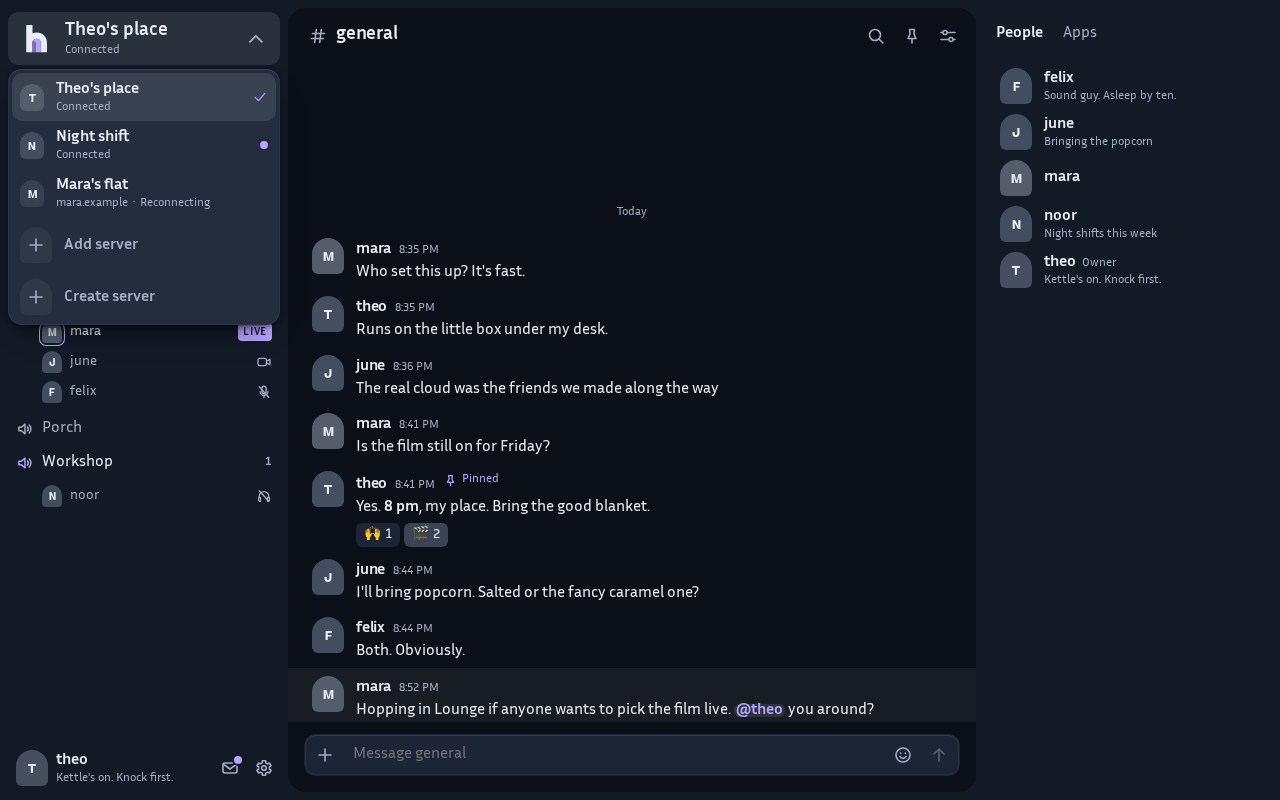 Theo's place
Connected
T
Theo's place
Connected
N
Night shift
Connected
M
Mara's flat
mara.example · Reconnecting
Add server
Create server
M
mara
LIVE
J
june
F
felix
Porch
Workshop
1
N
noor
T
theo
Kettle's on. Knock first.
# general
Today
M
mara 8:35 PM
Who set this up? It's fast.
T
theo 8:35 PM
Runs on the little box under my desk.
J
june 8:36 PM
The real cloud was the friends we made along the way
M
mara 8:41 PM
Is the film still on for Friday?
T
theo 8:41 PM Pinned
Yes. 8 pm, my place. Bring the good blanket.
🙌 1 🎬 2
J
june 8:44 PM
I'll bring popcorn. Salted or the fancy caramel one?
F
felix 8:44 PM
Both. Obviously.
M
mara 8:52 PM
Hopping in Lounge if anyone wants to pick the film live. @theo you around?
Message general
People Apps
F
felix
Sound guy. Asleep by ten.
J
june
Bringing the popcorn
M
mara
N
noor
Night shifts this week
T
theo Owner
Kettle's on. Knock first.